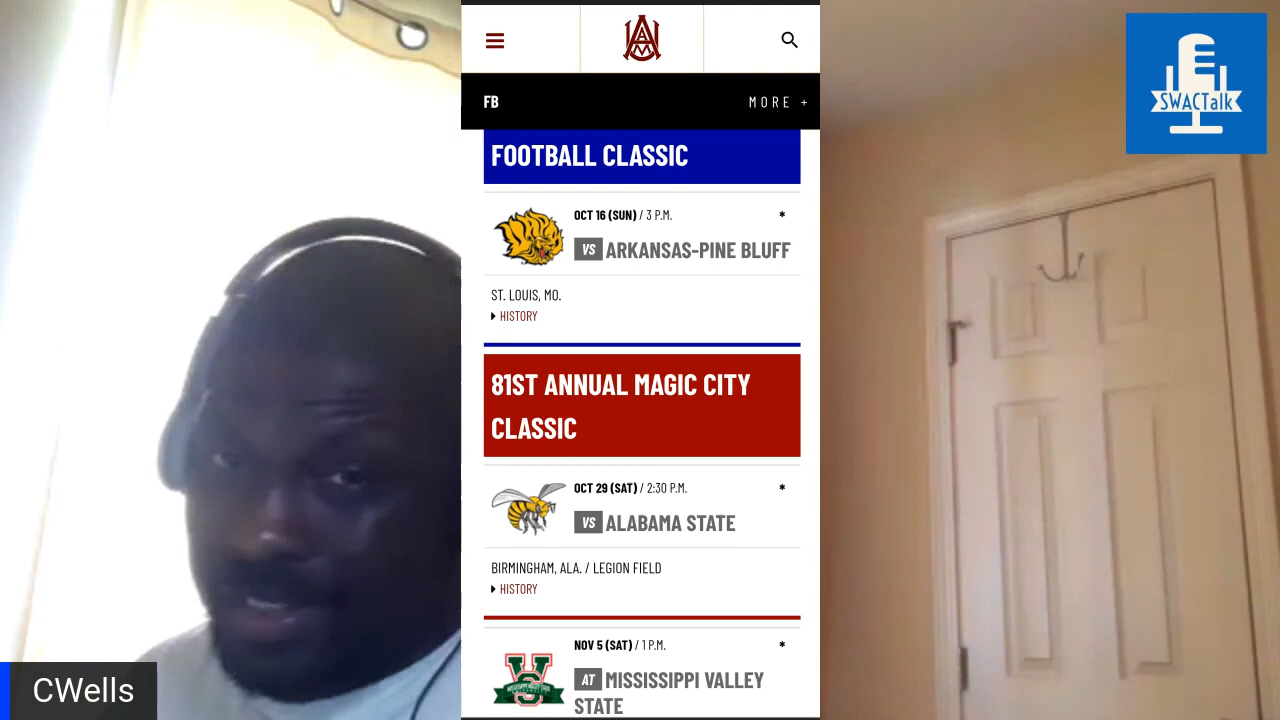 AAM
SWACTalk
FB
MORE +
FOOTBALL CLASSIC
OCT 16 (SUN) / 3 P.M. *
VS ARKANSAS-PINE BLUFF
ST. LOUIS, MO.
HISTORY
81ST ANNUAL MAGIC CITY
CLASSIC
OCT 29 (SAT) / 2:30 P.M. *
VS ALABAMA STATE
BIRMINGHAM, ALA. / LEGION FIELD
HISTORY
NOV 5 (SAT) / 1 P.M. *
AT MISSISSIPPI VALLEY
STATE
CWells